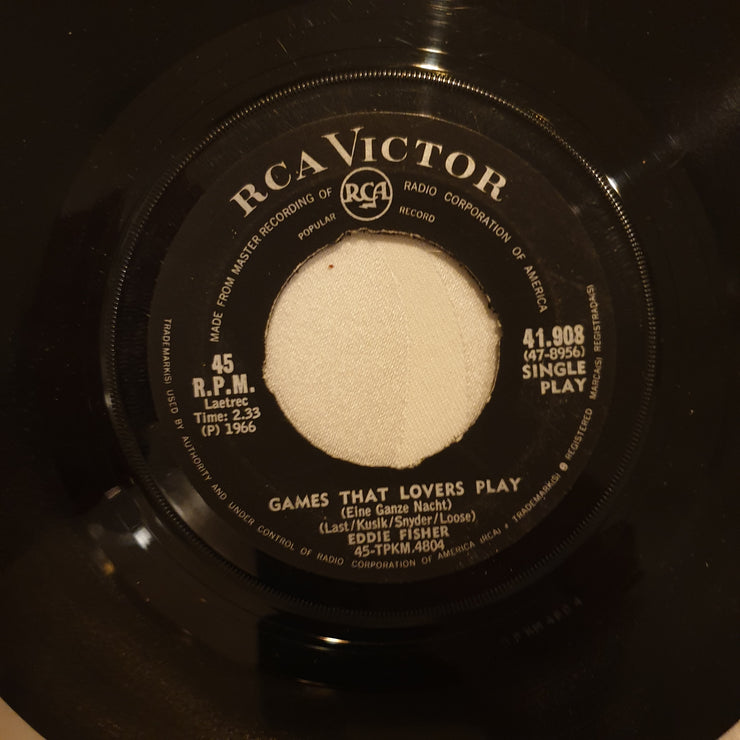 RCA VICTOR
RCA
MADE FROM MASTER RECORDING OF RADIO CORPORATION OF AMERICA
POPULAR RECORD
45
R.P.M.
Laetrec
Time: 2.33
(P) 1966
41.908
(47-8956)
SINGLE
PLAY
GAMES THAT LOVERS PLAY
(Eine Ganze Nacht)
(Last/Kusik/Snyder/Loose)
EDDIE FISHER
45-TPKM.4804
TRADEMARK(S) USED BY AUTHORITY AND UNDER CONTROL OF RADIO CORPORATION OF AMERICA (RCA) • TRADEMARK(S) ® REGISTERED MARCA(S) REGISTRADA(S)